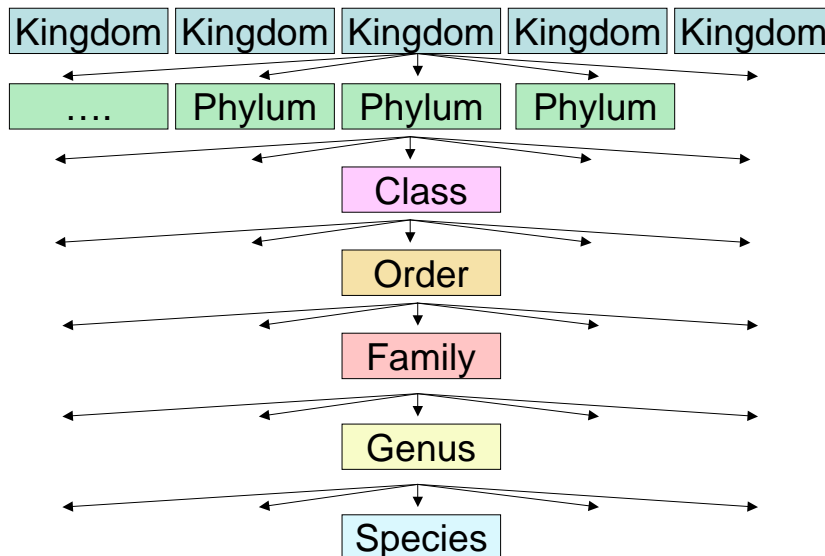 Kingdom Kingdom Kingdom Kingdom Kingdom
.... Phylum Phylum Phylum
Class
Order
Family
Genus
Species